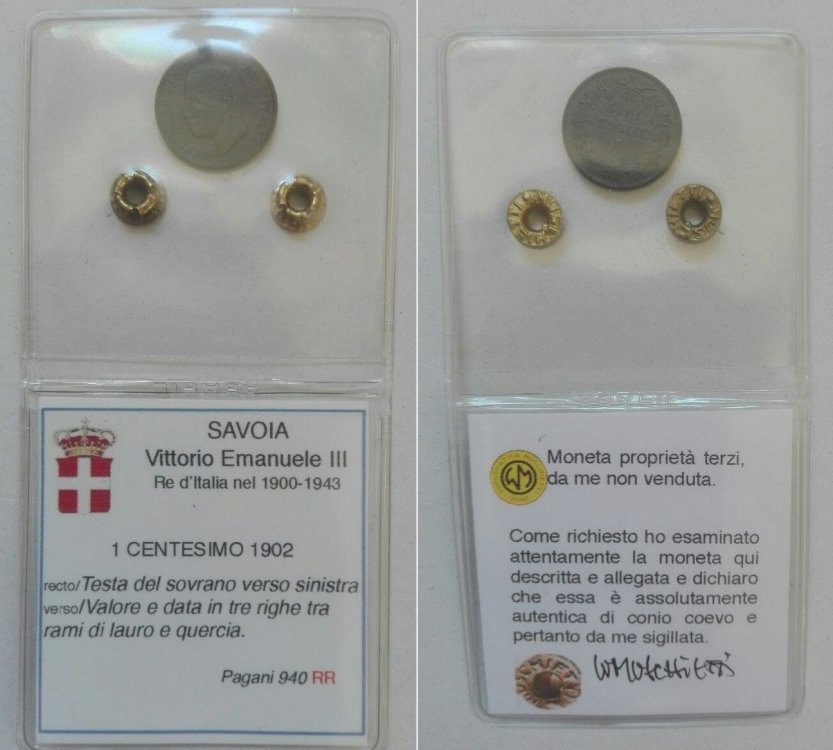 SAVOIA
Vittorio Emanuele III
Re d'Italia nel 1900-1943
1 CENTESIMO 1902
recto/Testa del sovrano verso sinistra
verso/Valore e data in tre righe tra
rami di lauro e quercia.
Pagani 940 RR
Moneta proprietà terzi,
da me non venduta.
WM
Come richiesto ho esaminato
attentamente la moneta qui
descritta e allegata e dichiaro
che essa è assolutamente
autentica di conio coevo e
pertanto da me sigillata.